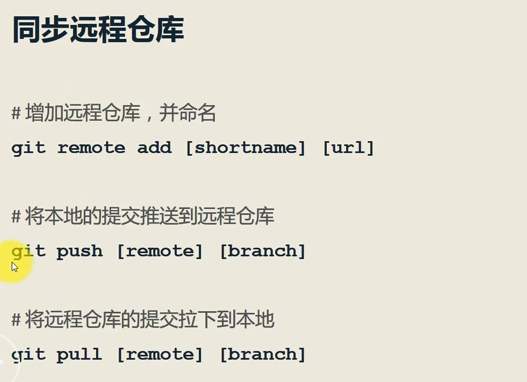 同步远程仓库
# 增加远程仓库，并命名
git remote add [shortname] [url]
# 将本地的提交推送到远程仓库
git push [remote] [branch]
# 将远程仓库的提交拉下到本地
git pull [remote] [branch]